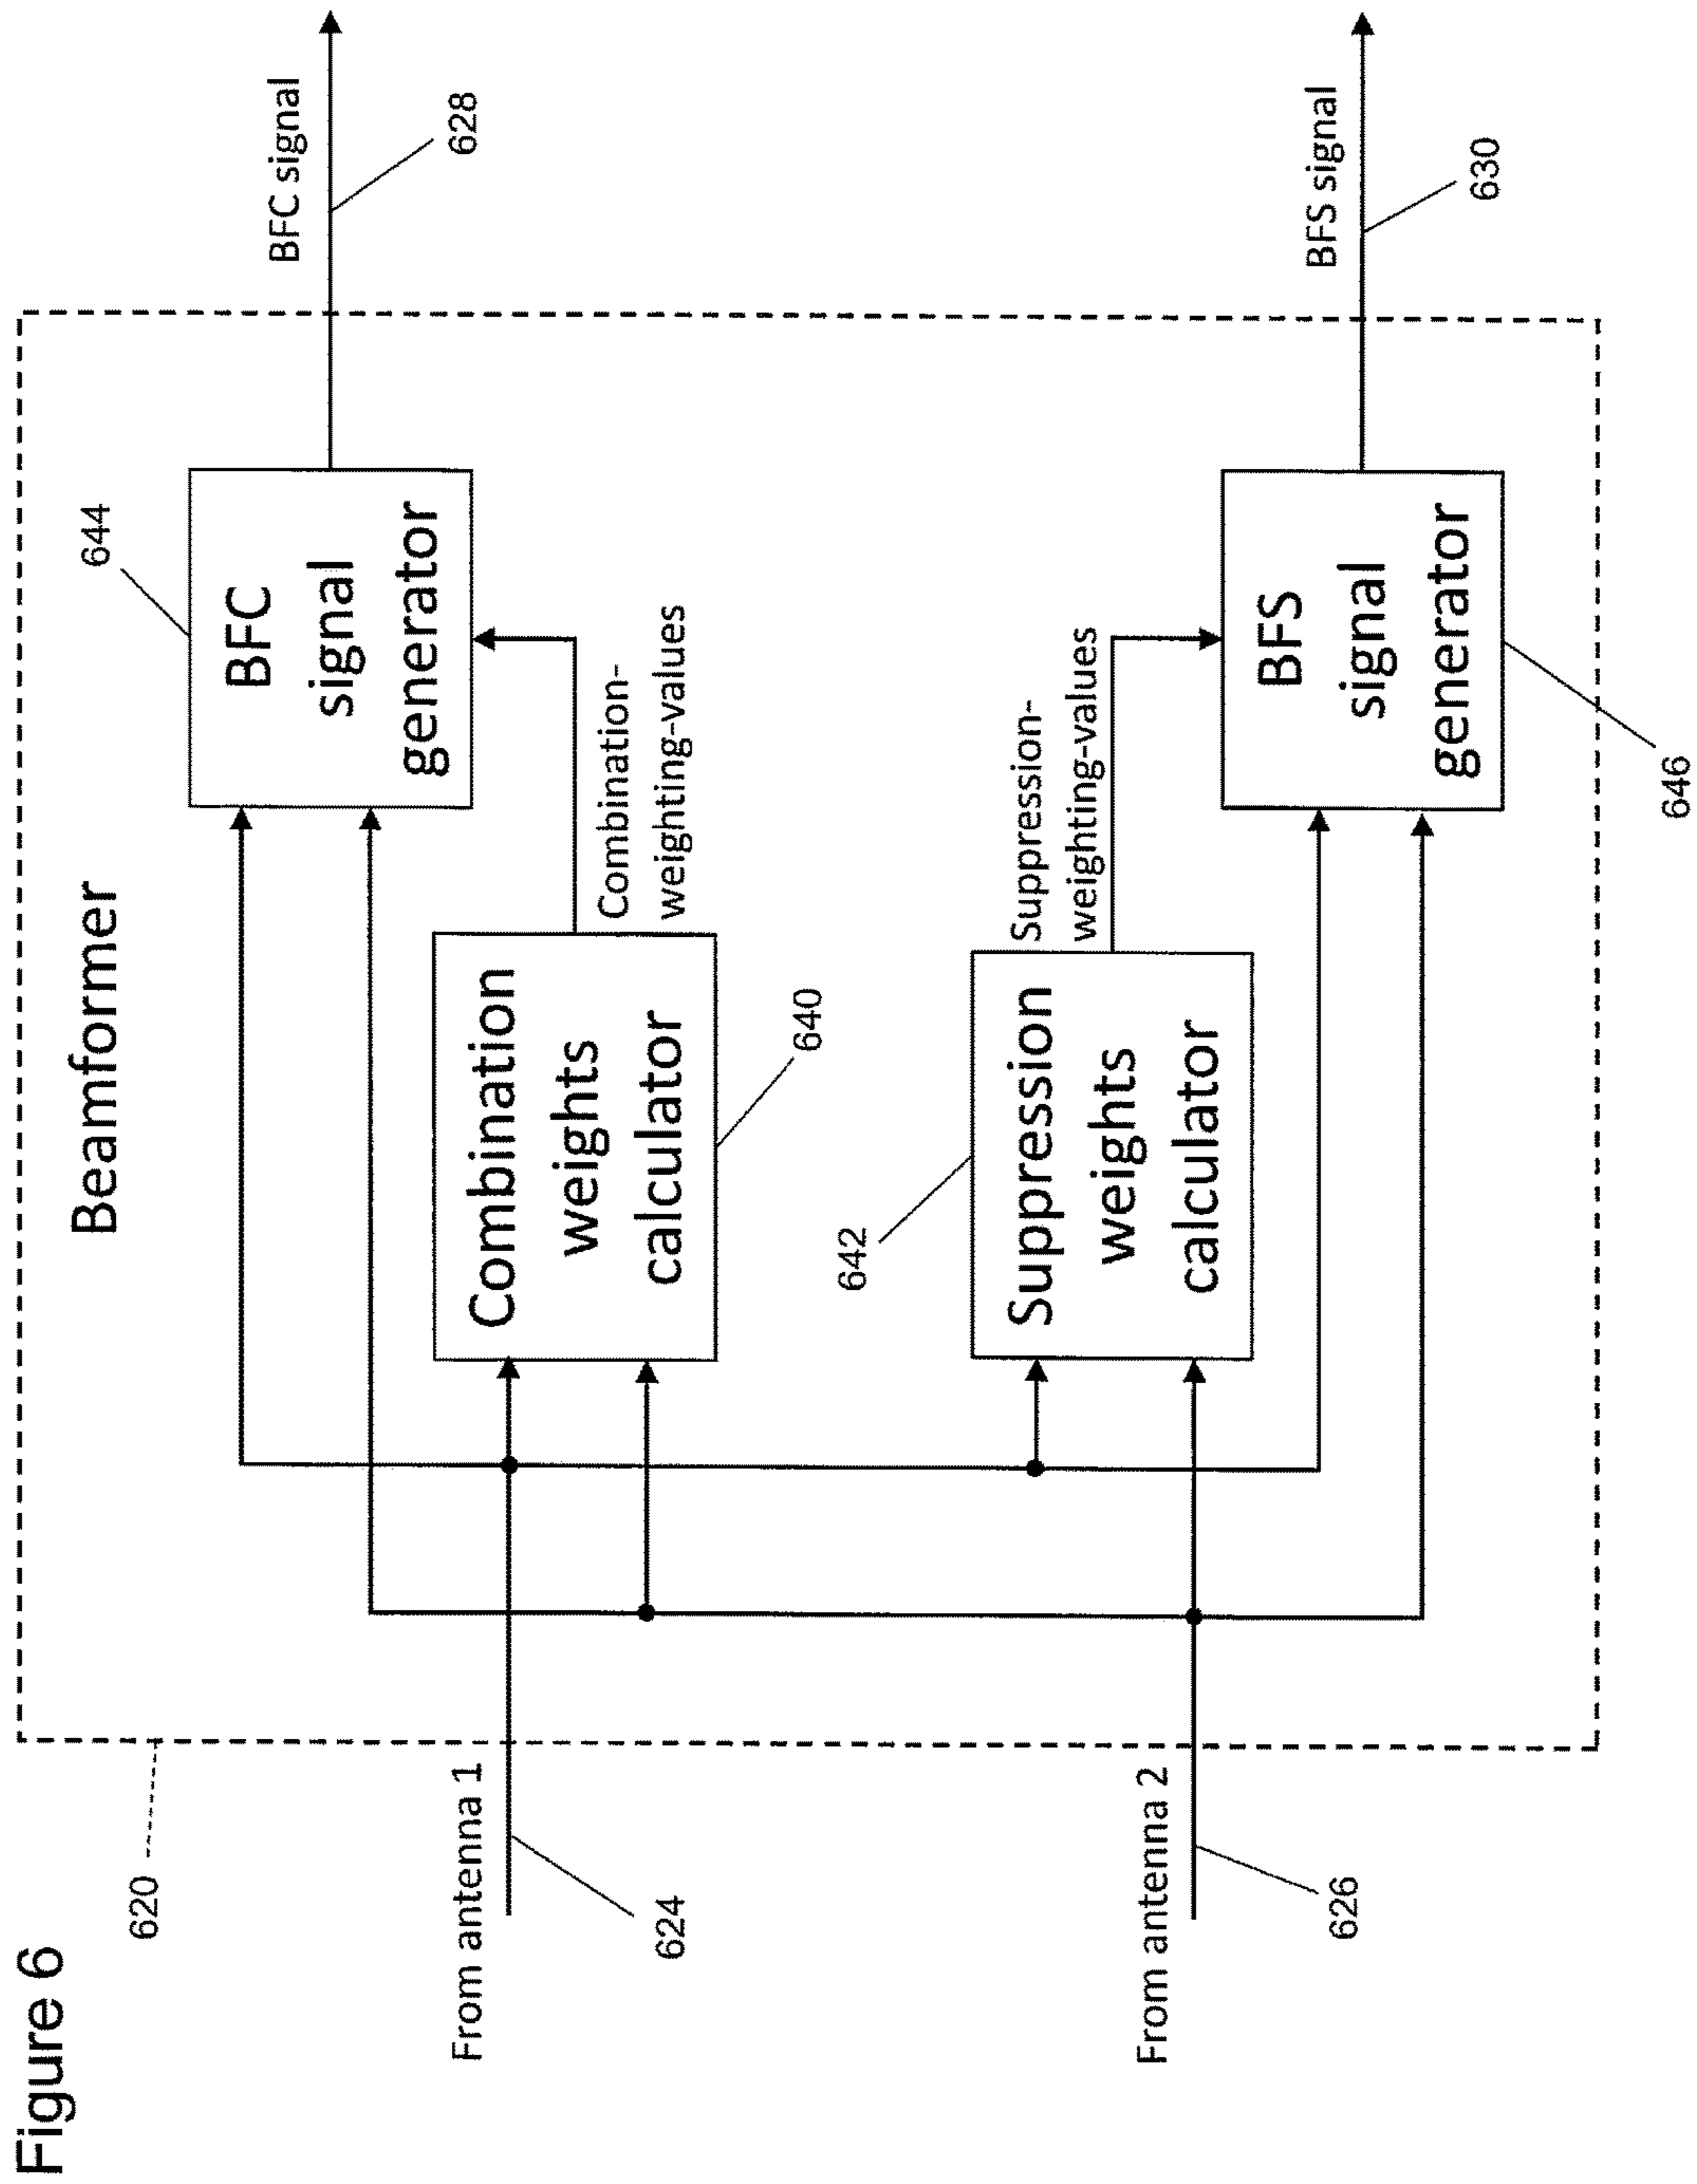 Figure 6
620
Beamformer
644
BFC
signal
generator
BFC signal
628
From antenna 1
624
Combination
weights
calculator
640
Combination-
weighting-values
642
Suppression
weights
calculator
Suppression-
weighting-values
From antenna 2
626
BFS
signal
generator
646
BFS signal
630